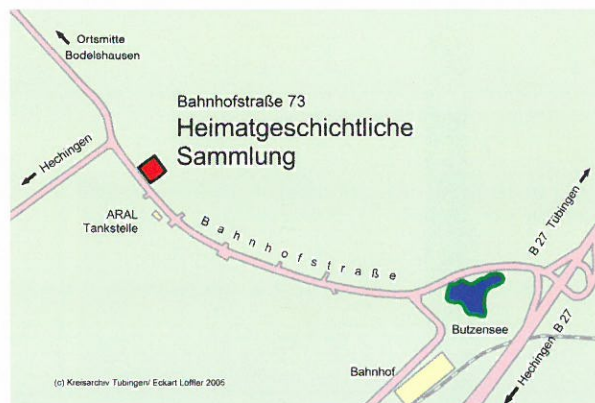 Ortsmitte
Bodelshausen
Bahnhofstraße 73
Heimatgeschichtliche
Sammlung
Hechingen
ARAL
Tankstelle
Bahnhofstraße
B 27 Tübingen
Butzensee
Hechingen B 27
Bahnhof
(c) Kreisarchiv Tübingen/ Eckart Löffler 2005